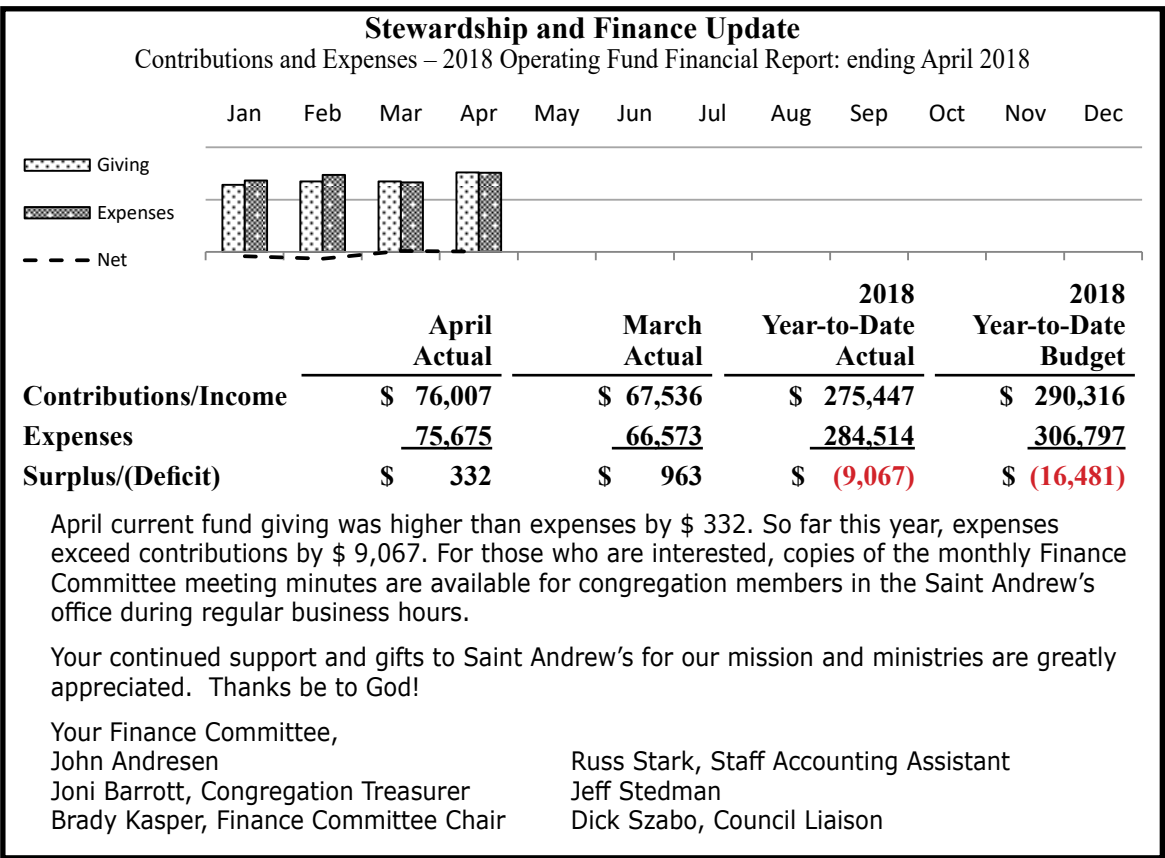 Stewardship and Finance Update
Contributions and Expenses – 2018 Operating Fund Financial Report: ending April 2018
Jan Feb Mar Apr May Jun Jul Aug Sep Oct Nov Dec
Giving
Expenses
Net
2018 2018
April March Year-to-Date Year-to-Date
Actual Actual Actual Budget
Contributions/Income $ 76,007 $ 67,536 $ 275,447 $ 290,316
Expenses 75,675 66,573 284,514 306,797
Surplus/(Deficit) $ 332 $ 963 $ (9,067) $ (16,481)
April current fund giving was higher than expenses by $ 332. So far this year, expenses
exceed contributions by $ 9,067. For those who are interested, copies of the monthly Finance
Committee meeting minutes are available for congregation members in the Saint Andrew's
office during regular business hours.
Your continued support and gifts to Saint Andrew's for our mission and ministries are greatly
appreciated.  Thanks be to God!
Your Finance Committee,
John Andresen Russ Stark, Staff Accounting Assistant
Joni Barrott, Congregation Treasurer Jeff Stedman
Brady Kasper, Finance Committee Chair Dick Szabo, Council Liaison